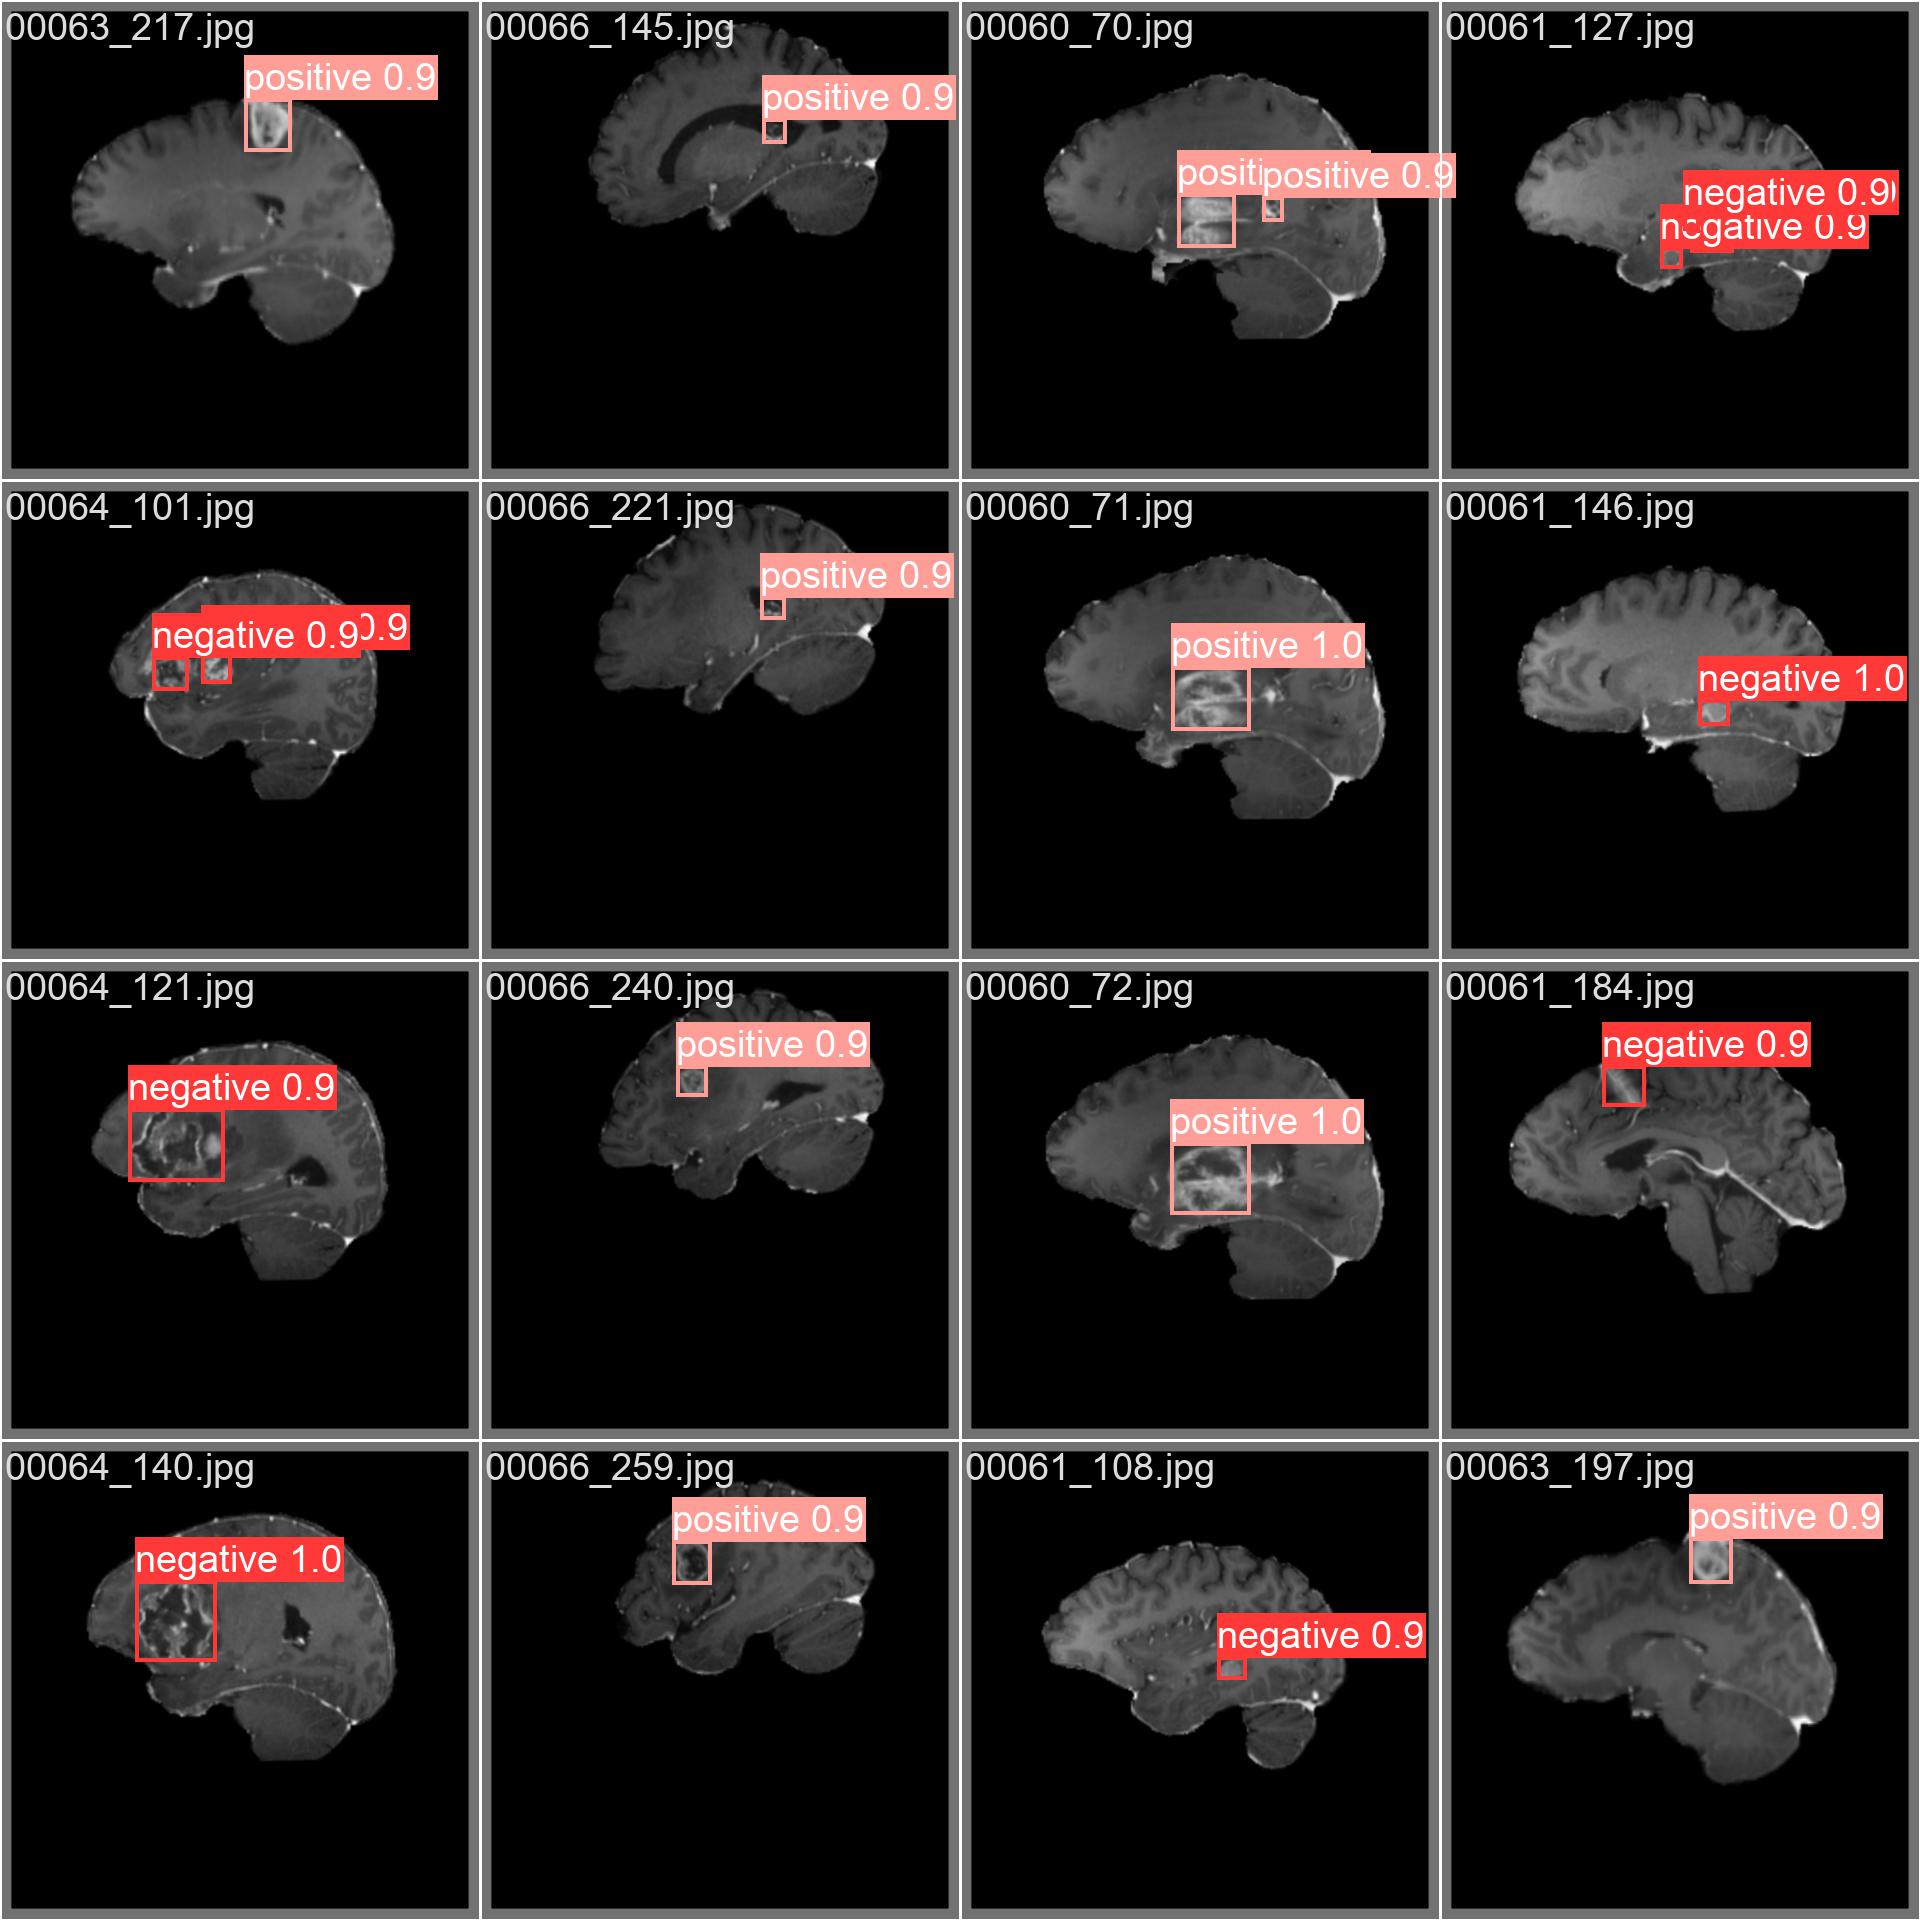 00063_217.jpg
positive 0.9
00066_145.jpg
positive 0.9
00060_70.jpg
positive 0.9
00061_127.jpg
negative 0.9
negative 0.9
00064_101.jpg
negative 0.9
0.9
00066_221.jpg
positive 0.9
00060_71.jpg
positive 1.0
00061_146.jpg
negative 1.0
00064_121.jpg
negative 0.9
00066_240.jpg
positive 0.9
00060_72.jpg
positive 1.0
00061_184.jpg
negative 0.9
00064_140.jpg
negative 1.0
00066_259.jpg
positive 0.9
00061_108.jpg
negative 0.9
00063_197.jpg
positive 0.9